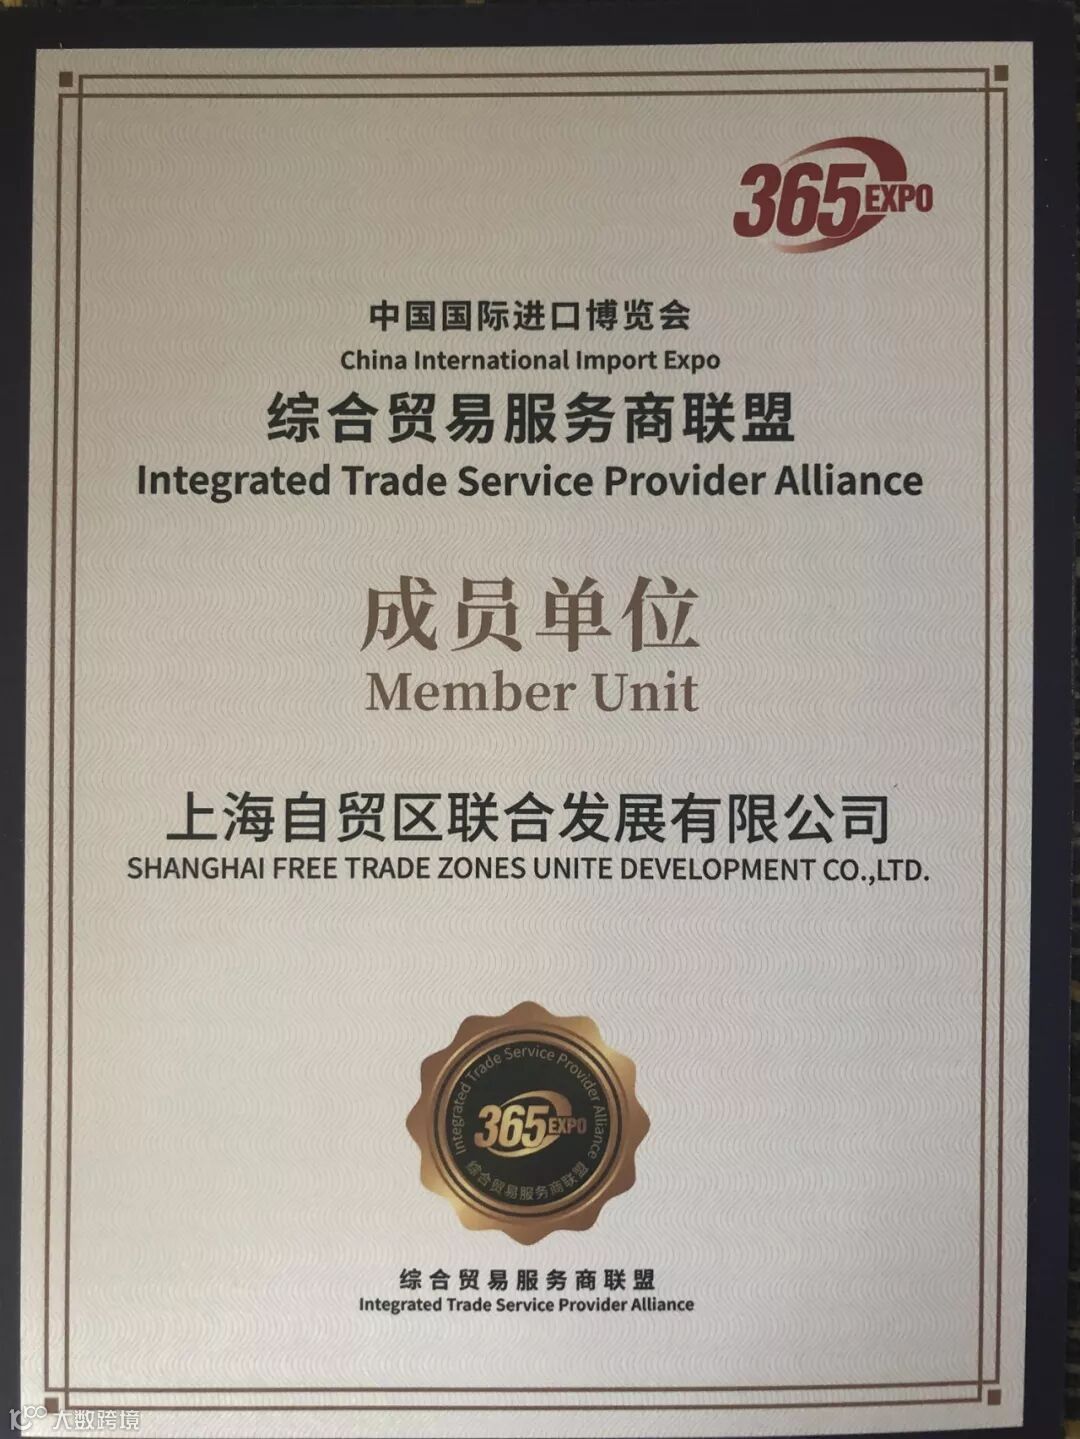 365EXPO
中国国际进口博览会
China International Import Expo
综合贸易服务商联盟
Integrated Trade Service Provider Alliance
成员单位
Member Unit
上海自贸区联合发展有限公司
SHANGHAI FREE TRADE ZONES UNITE DEVELOPMENT CO.,LTD.
Integrated Trade Service Provider Alliance
365EXPO
综合贸易服务商联盟
综合贸易服务商联盟
Integrated Trade Service Provider Alliance
大数跨境